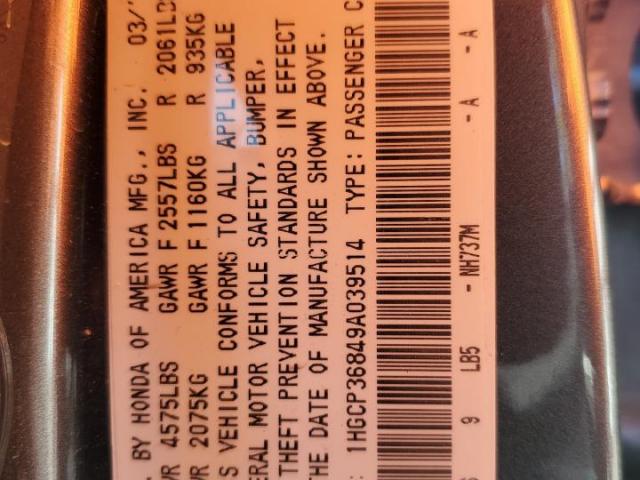 BY HONDA OF AMERICA MFG., INC. 03/
4575LBS GAWR F 2557LBS R 2061LBS
2075KG GAWR F 1160KG R 935KG
S VEHICLE CONFORMS TO ALL APPLICABLE
ERAL MOTOR VEHICLE SAFETY, BUMPER,
THEFT PREVENTION STANDARDS IN EFFECT
HE DATE OF MANUFACTURE SHOWN ABOVE.
: 1HGCP36849A039514 TYPE: PASSENGER C
9 LB5 - NH737M - A - A